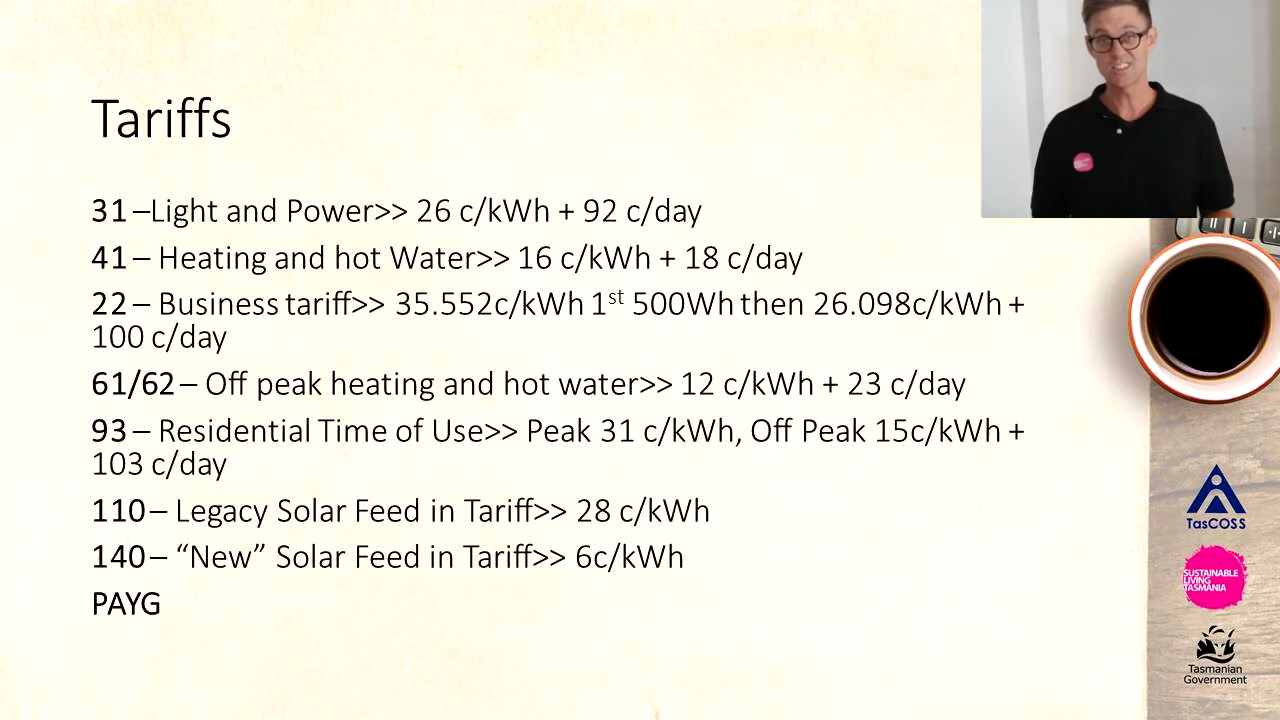 Tariffs
31 –Light and Power>> 26 c/kWh + 92 c/day
41 – Heating and hot Water>> 16 c/kWh + 18 c/day
22 – Business tariff>> 35.552c/kWh 1st 500Wh then 26.098c/kWh +
100 c/day
61/62 – Off peak heating and hot water>> 12 c/kWh + 23 c/day
93 – Residential Time of Use>> Peak 31 c/kWh, Off Peak 15c/kWh +
103 c/day
110 – Legacy Solar Feed in Tariff>> 28 c/kWh
140 – “New” Solar Feed in Tariff>> 6c/kWh
PAYG
TasCOSS
SUSTAINABLE
LIVING
TASMANIA
Tasmanian
Government